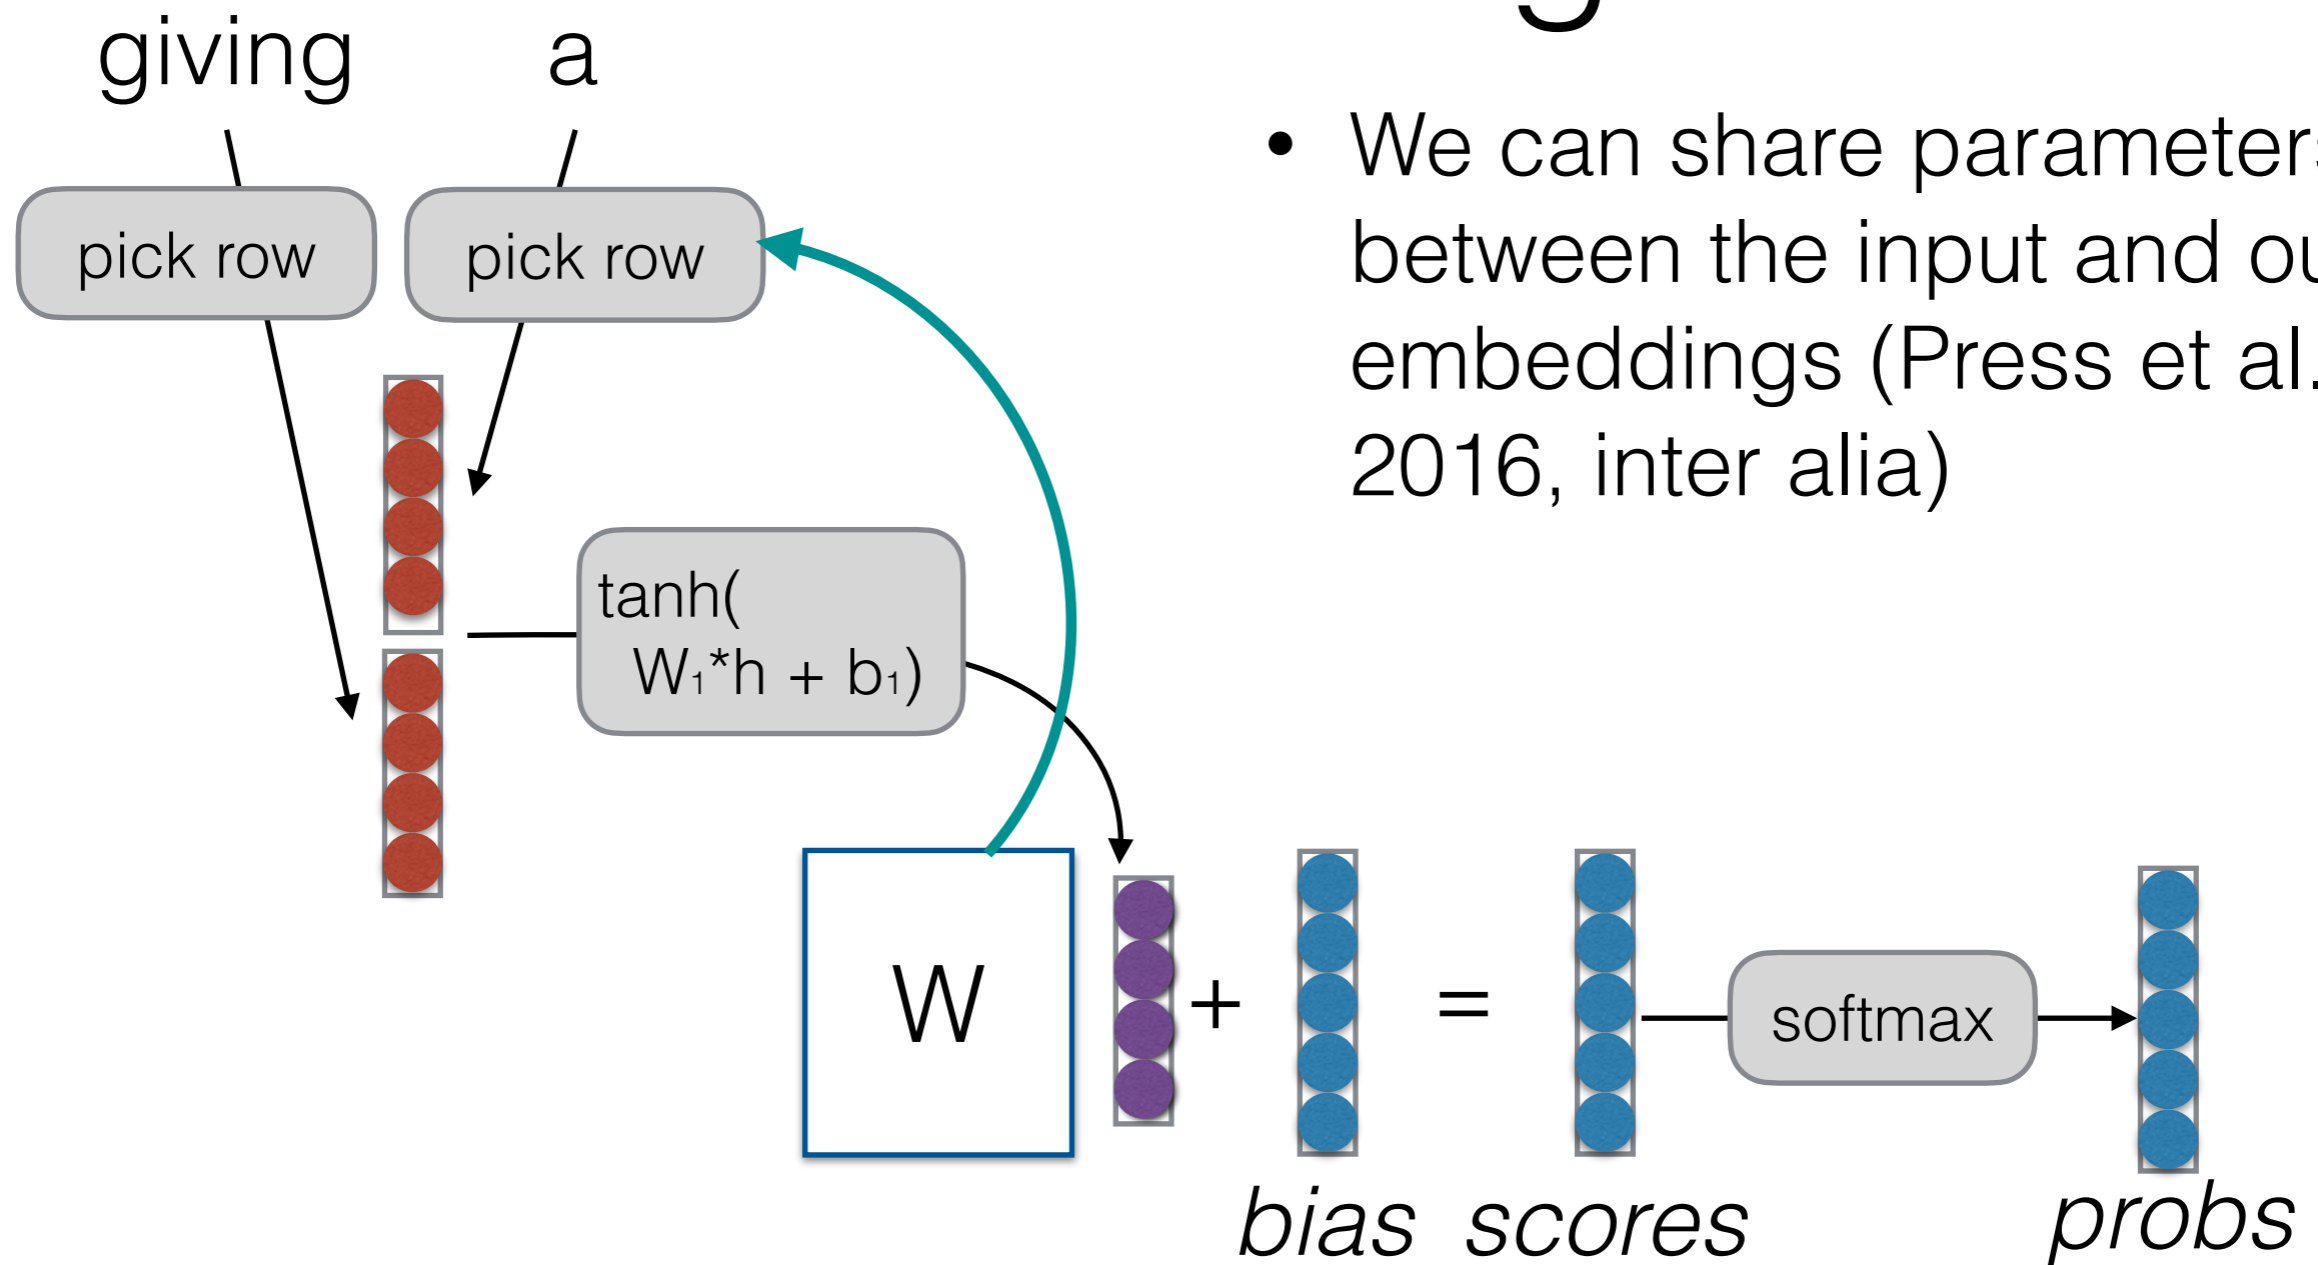 giving a
pick row pick row
• We can share parameters
between the input and ou
embeddings (Press et al.
2016, inter alia)
tanh(
W₁*h + b₁)
W
+ =
softmax
bias scores probs